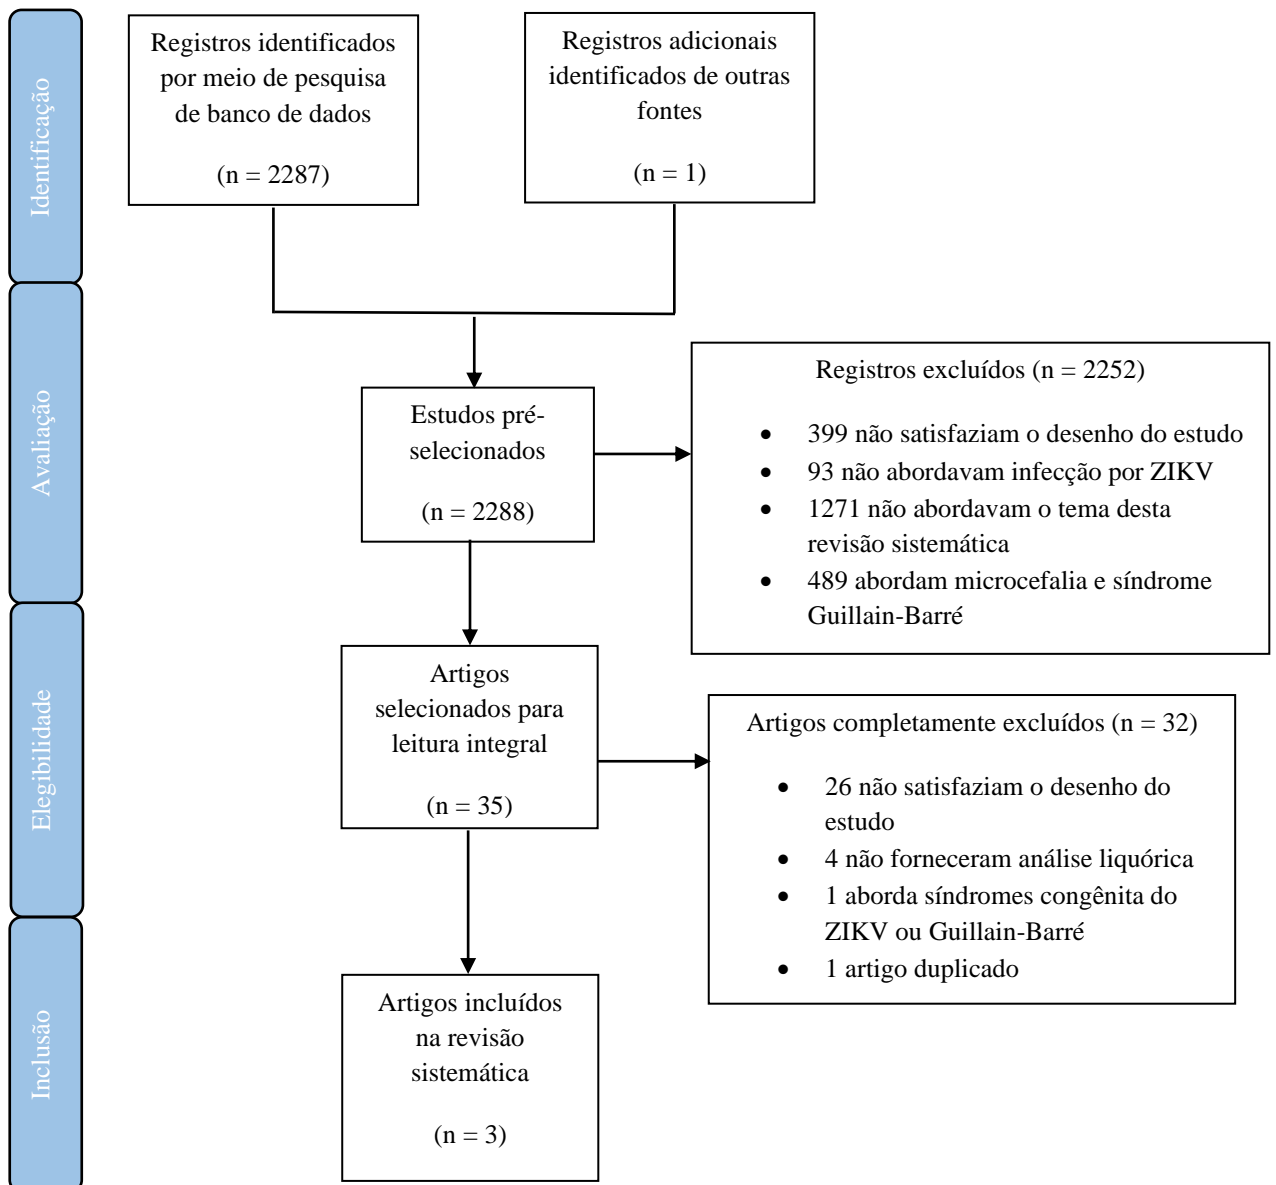 Identificação
Registros identificados
por meio de pesquisa
de banco de dados
(n = 2287)
Registros adicionais
identificados de outras
fontes
(n = 1)
Avaliação
Estudos pré-
selecionados
(n = 2288)
Registros excluídos (n = 2252)
• 399 não satisfaziam o desenho do estudo
• 93 não abordavam infecção por ZIKV
• 1271 não abordavam o tema desta
revisão sistemática
• 489 abordam microcefalia e síndrome
Guillain-Barré
Elegibilidade
Artigos
selecionados para
leitura integral
(n = 35)
Artigos completamente excluídos (n = 32)
• 26 não satisfaziam o desenho do
estudo
• 4 não forneceram análise liquórica
• 1 aborda síndromes congênita do
ZIKV ou Guillain-Barré
• 1 artigo duplicado
Inclusão
Artigos incluídos
na revisão
sistemática
(n = 3)